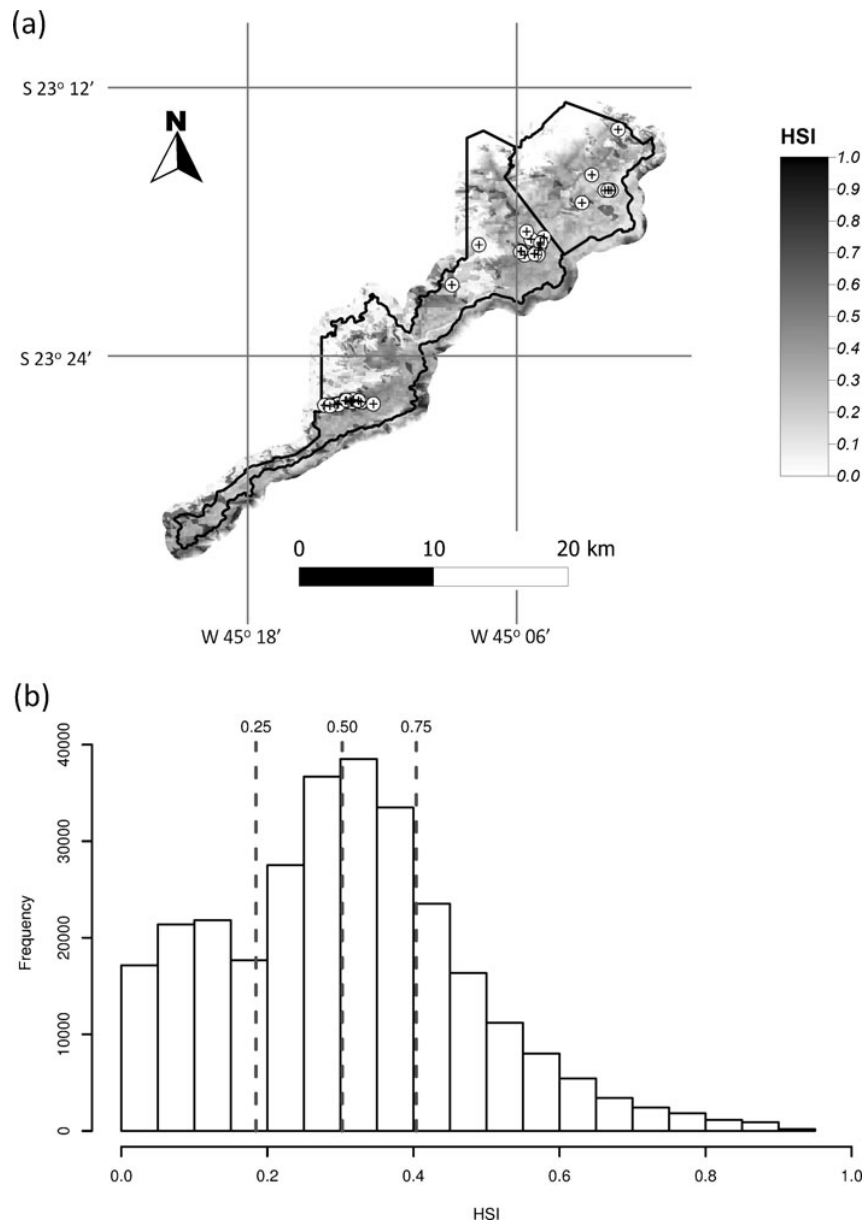 (a)
S 23° 12′
N
HSI
1.0
0.9
0.8
0.7
0.6
0.5
0.4
0.3
0.2
0.1
0.0
S 23° 24′
0 10 20 km
W 45° 18′ W 45° 06′
(b)
0.25 0.50 0.75
Frequency
40000
30000
20000
10000
0
0.0 0.2 0.4 0.6 0.8 1.0
HSI